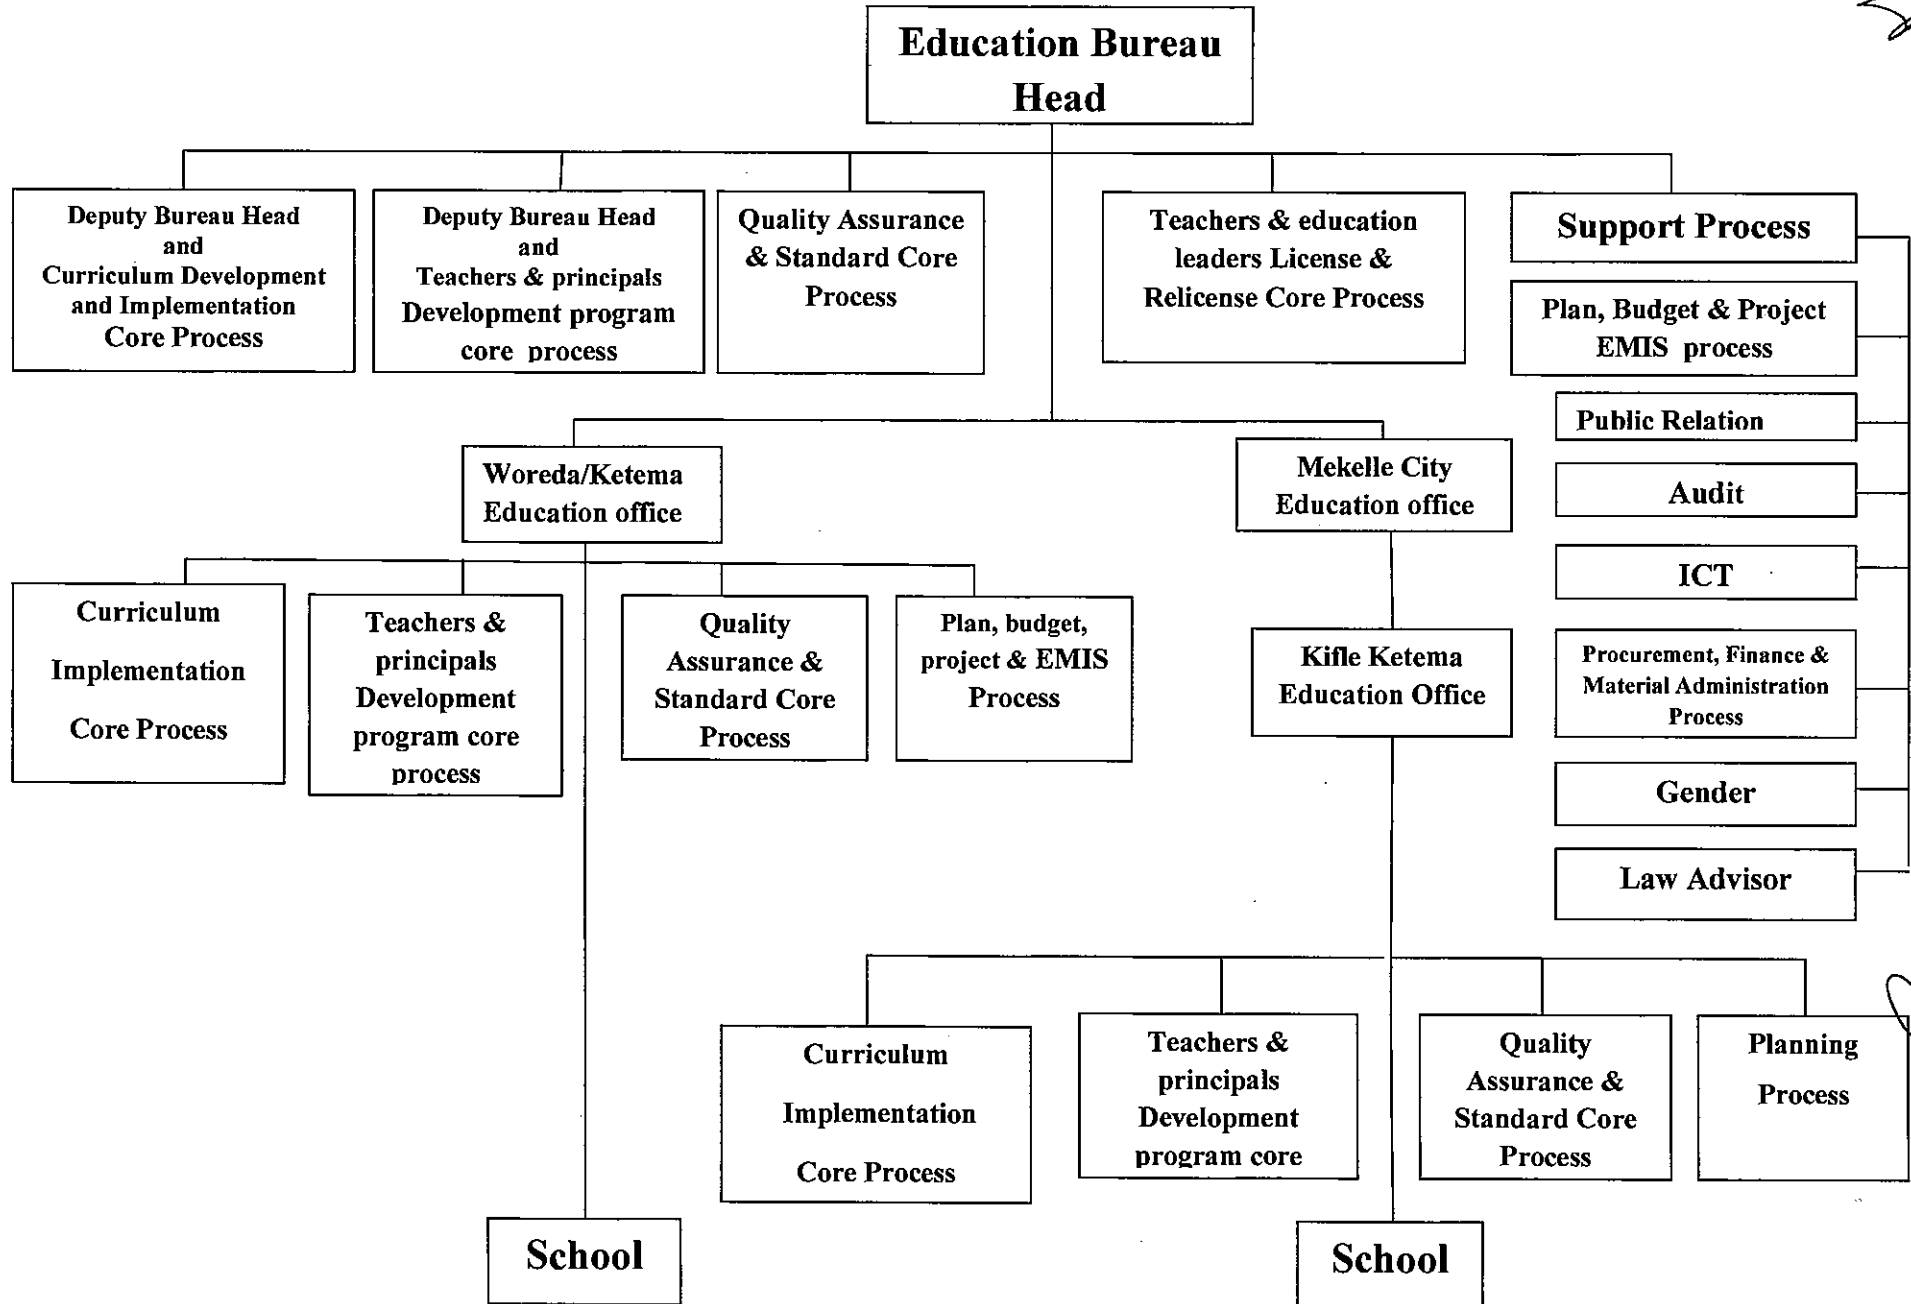 Education Bureau
Head
Deputy Bureau Head
and
Curriculum Development
and Implementation
Core Process
Deputy Bureau Head
and
Teachers & principals
Development program
core process
Quality Assurance
& Standard Core
Process
Teachers & education
leaders License &
Relicense Core Process
Support Process
Plan, Budget & Project
EMIS process
Public Relation
Audit
ICT
Procurement, Finance &
Material Administration
Process
Gender
Law Advisor
Woreda/Ketema
Education office
Mekelle City
Education office
Curriculum
Implementation
Core Process
Teachers &
principals
Development
program core
process
Quality
Assurance &
Standard Core
Process
Plan, budget,
project & EMIS
Process
Kifle Ketema
Education Office
Curriculum
Implementation
Core Process
Teachers &
principals
Development
program core
Quality
Assurance &
Standard Core
Process
Planning
Process
School
School